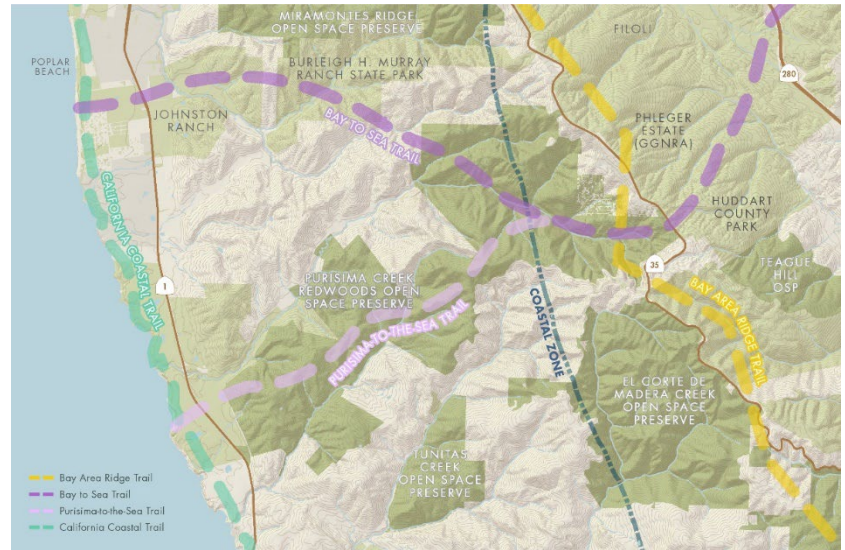 MIRAMONTES RIDGE
OPEN SPACE PRESERVE
FILOLI
POPLAR
BEACH
BURLEIGH H. MURRAY
RANCH STATE PARK
280
JOHNSTON
RANCH
PHLEGER
ESTATE
(GGNRA)
BAY TO SEA TRAIL
CALIFORNIA COASTAL TRAIL
HUDDART
COUNTY
PARK
TEAGUE
HILL
OSP
35
1
PURISIMA CREEK
REDWOODS OPEN
SPACE PRESERVE
COASTAL ZONE
BAY AREA RIDGE TRAIL
PURISIMA-TO-THE-SEA TRAIL
EL CORTE DE
MADERA CREEK
OPEN SPACE
PRESERVE
TUNITAS
CREEK
OPEN SPACE
PRESERVE
Bay Area Ridge Trail
Bay to Sea Trail
Purisima-to-the-Sea Trail
California Coastal Trail